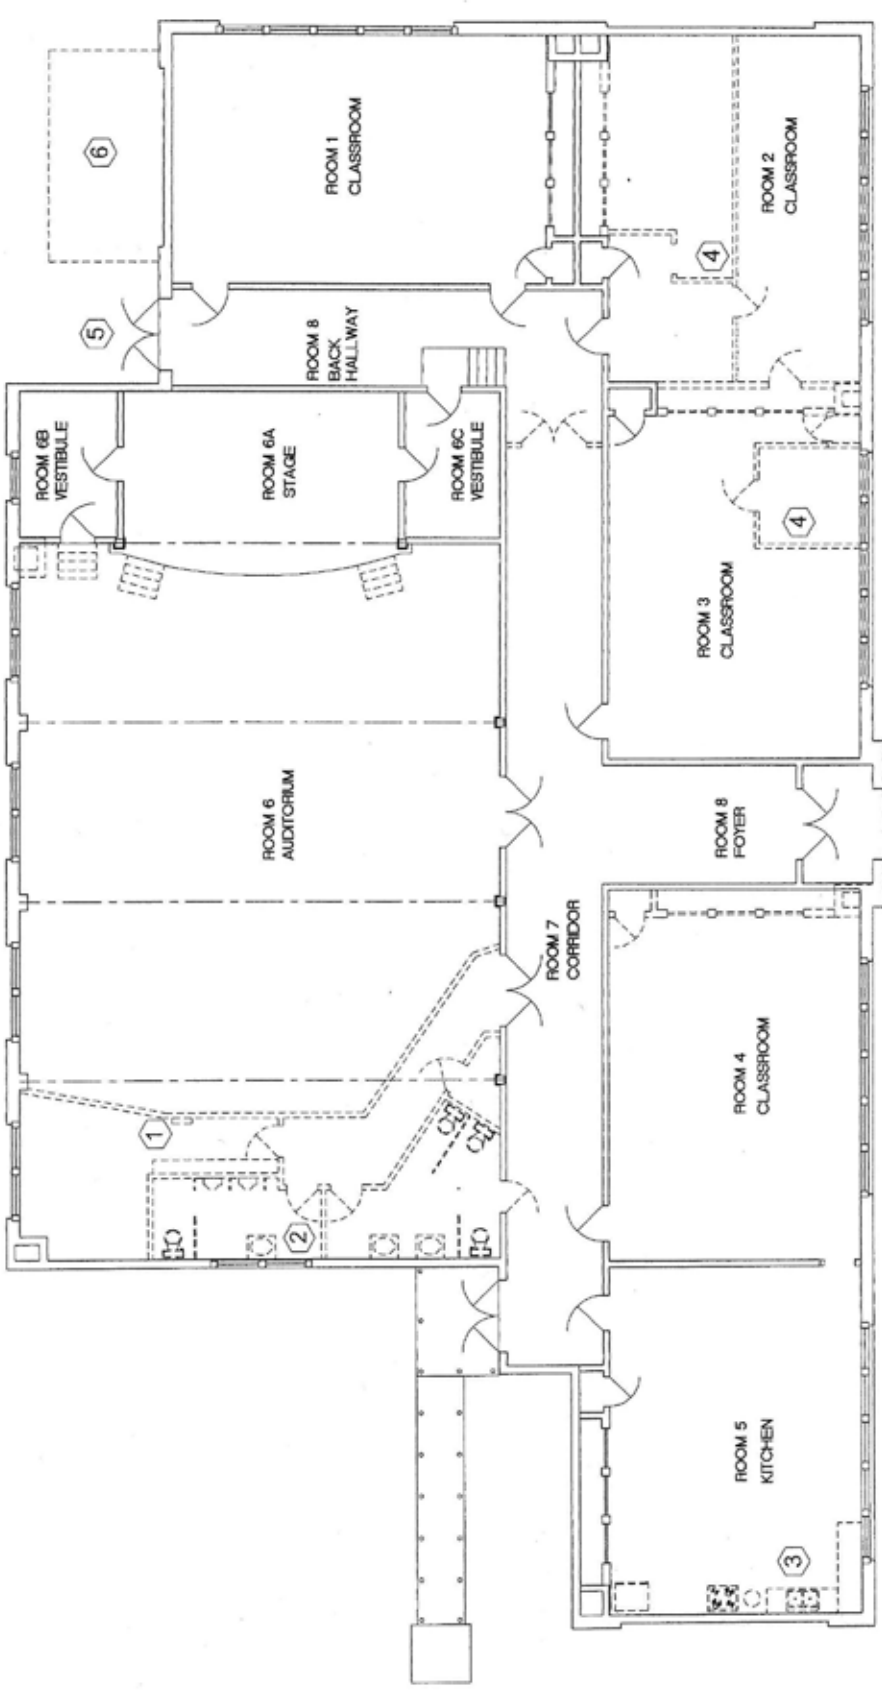 6
ROOM 1
CLASSROOM
ROOM 2
CLASSROOM
4
5
ROOM 8
BACK
HALLWAY
ROOM 6B
VESTIBULE
ROOM 6A
STAGE
ROOM 6C
VESTIBULE
4
ROOM 3
CLASSROOM
ROOM 6
AUDITORIUM
ROOM 8
FOYER
ROOM 7
CORRIDOR
ROOM 4
CLASSROOM
1
2
ROOM 5
KITCHEN
3